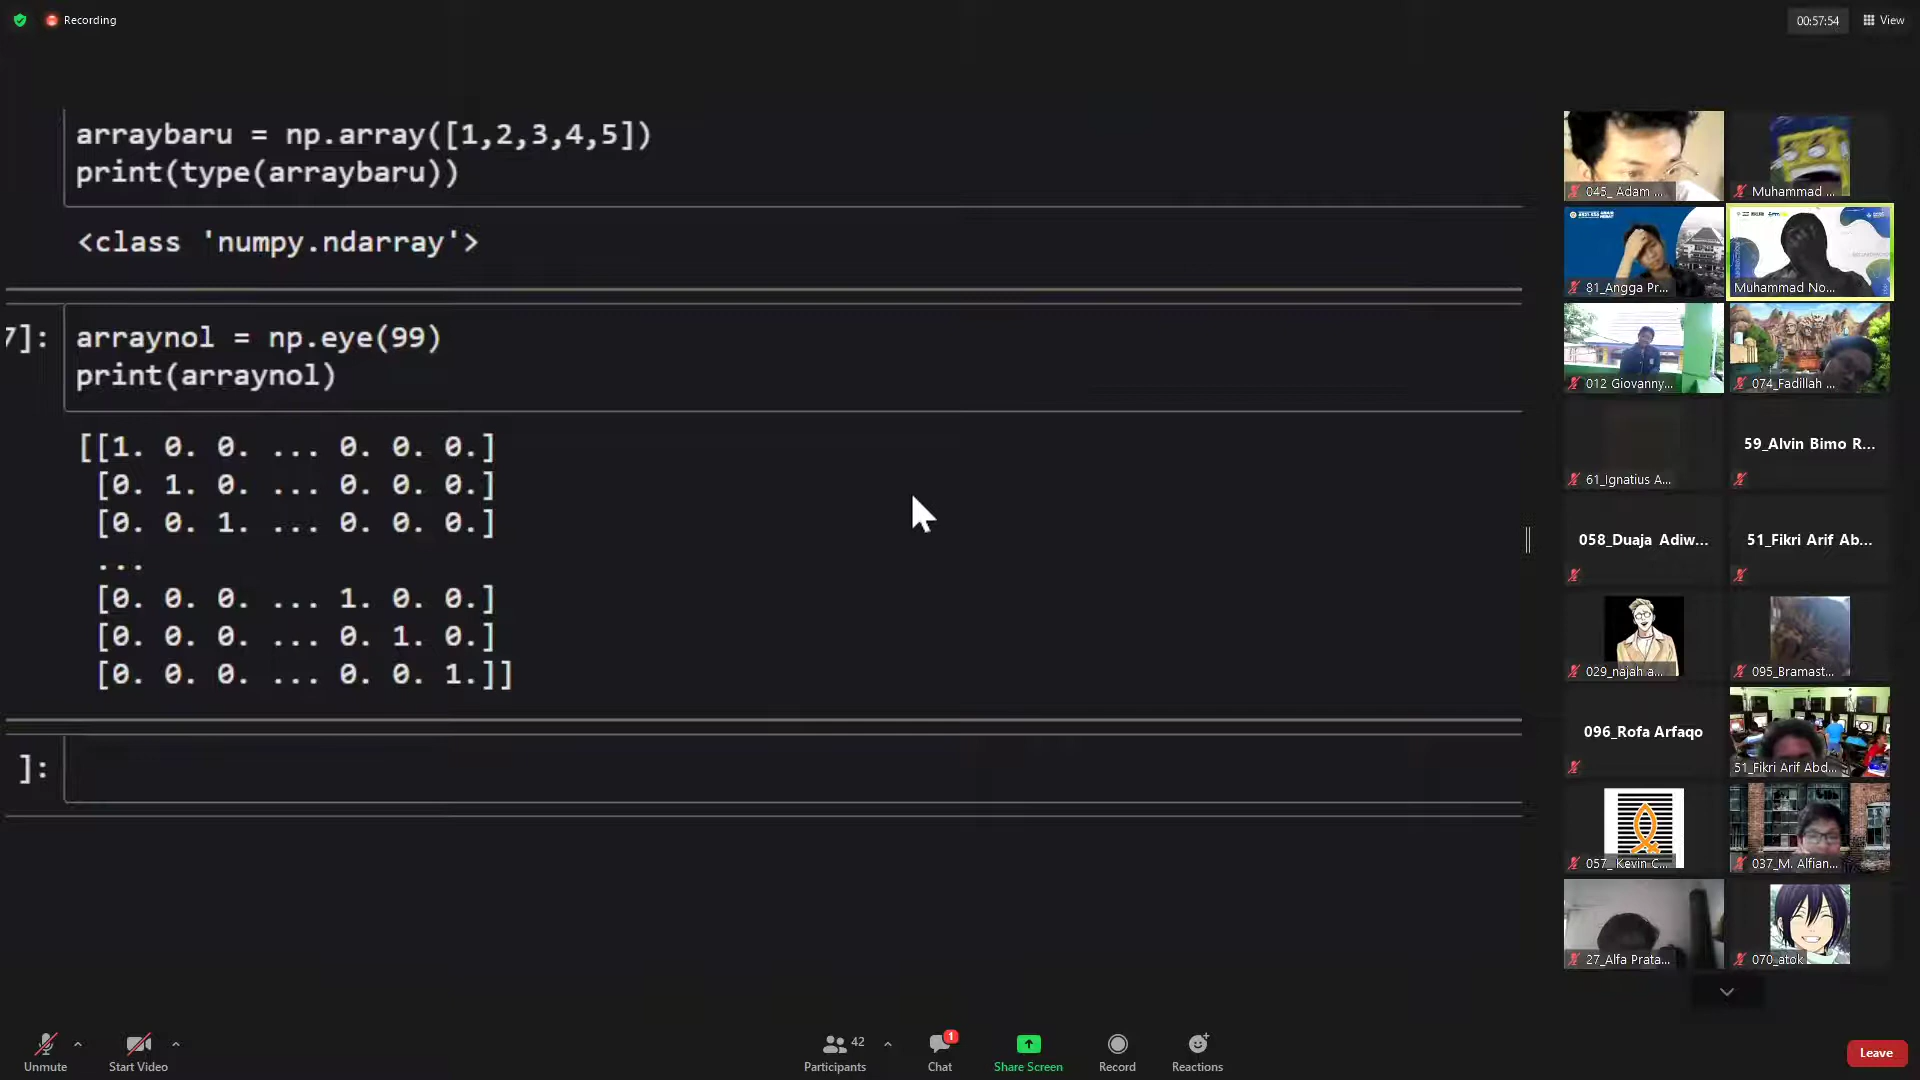 Recording
00:57:54
View
arraybaru = np.array([1,2,3,4,5])
print(type(arraybaru))
<class 'numpy.ndarray'>
7]:
arraynol = np.eye(99)
print(arraynol)
[[1. 0. 0. ... 0. 0. 0.]
[0. 1. 0. ... 0. 0. 0.]
[0. 0. 1. ... 0. 0. 0.]
...
[0. 0. 0. ... 1. 0. 0.]
[0. 0. 0. ... 0. 1. 0.]
[0. 0. 0. ... 0. 0. 1.]]
]:
045_ Adam ...
Muhammad ...
81_Angga Pr...
Muhammad No...
012 Giovanny...
074_Fadillah ...
61_Ignatius A...
59_Alvin Bimo R...
058_Duaja Adiw...
51_Fikri Arif Ab...
029_najah a...
095_Bramast...
096_Rofa Arfaqo
51_Fikri Arif Abd...
057_ Kevin C...
037_M. Alfian...
27_Alfa Prata...
070_atok
Unmute
Start Video
42
Participants
1
Chat
Share Screen
Record
Reactions
Leave